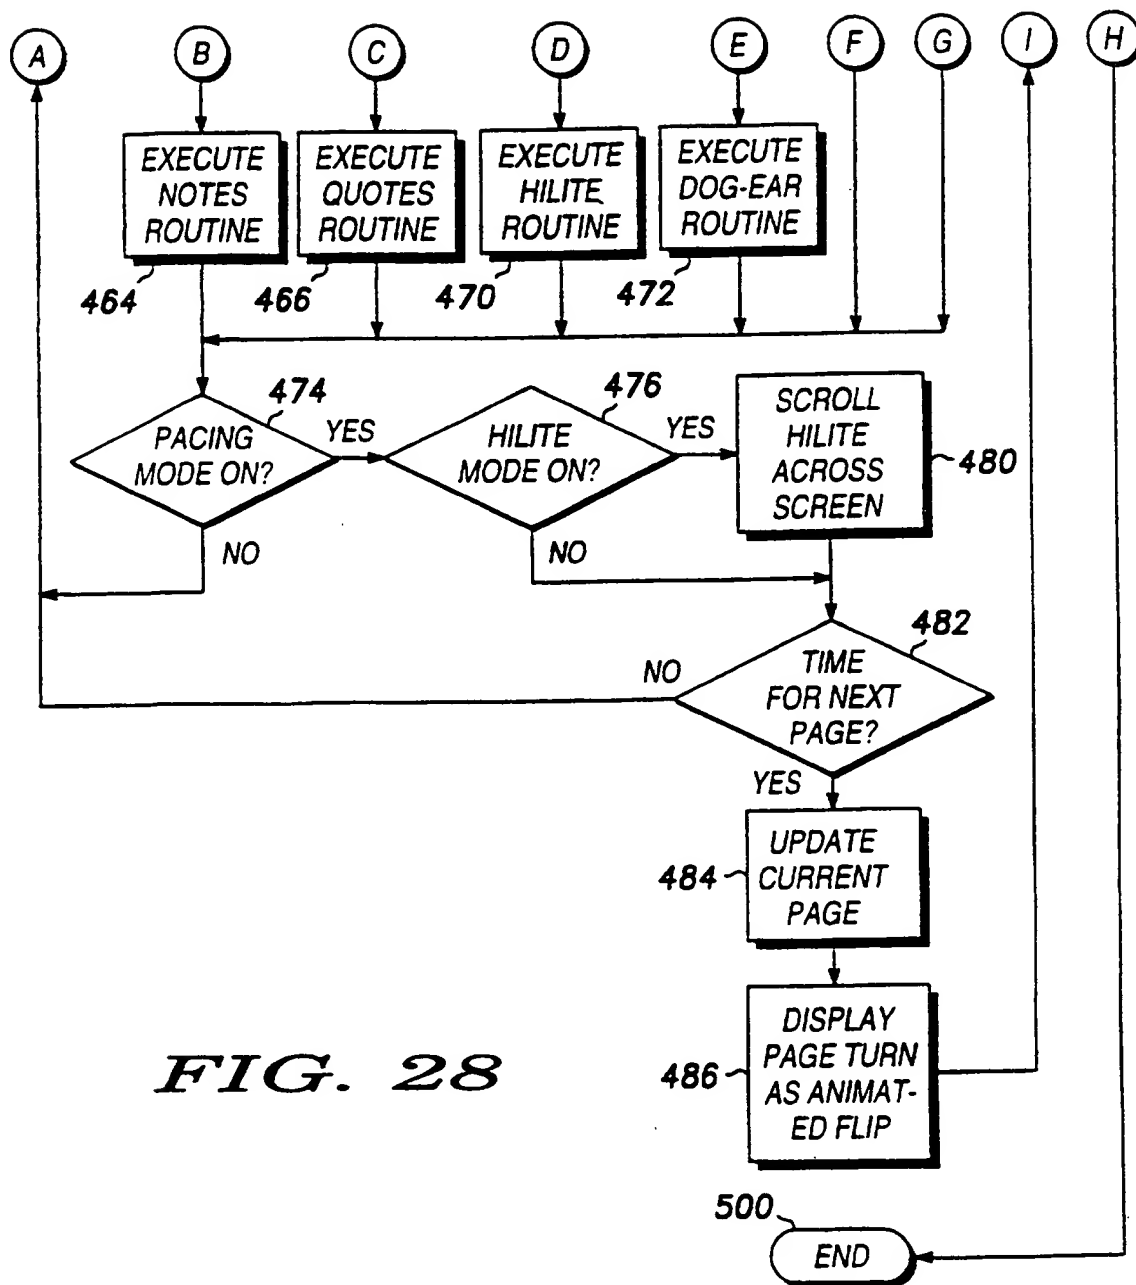 A B C D E F G I H
EXECUTE
NOTES
ROUTINE
464
EXECUTE
QUOTES
ROUTINE
466
EXECUTE
HILITE
ROUTINE
470
EXECUTE
DOG-EAR
ROUTINE
472
PACING
MODE ON?
474
YES
NO
HILITE
MODE ON?
476
YES
NO
SCROLL
HILITE
ACROSS
SCREEN
480
TIME
FOR NEXT
PAGE?
482
NO
YES
UPDATE
CURRENT
PAGE
484
DISPLAY
PAGE TURN
AS ANIMAT-
ED FLIP
486
FIG. 28
500
END